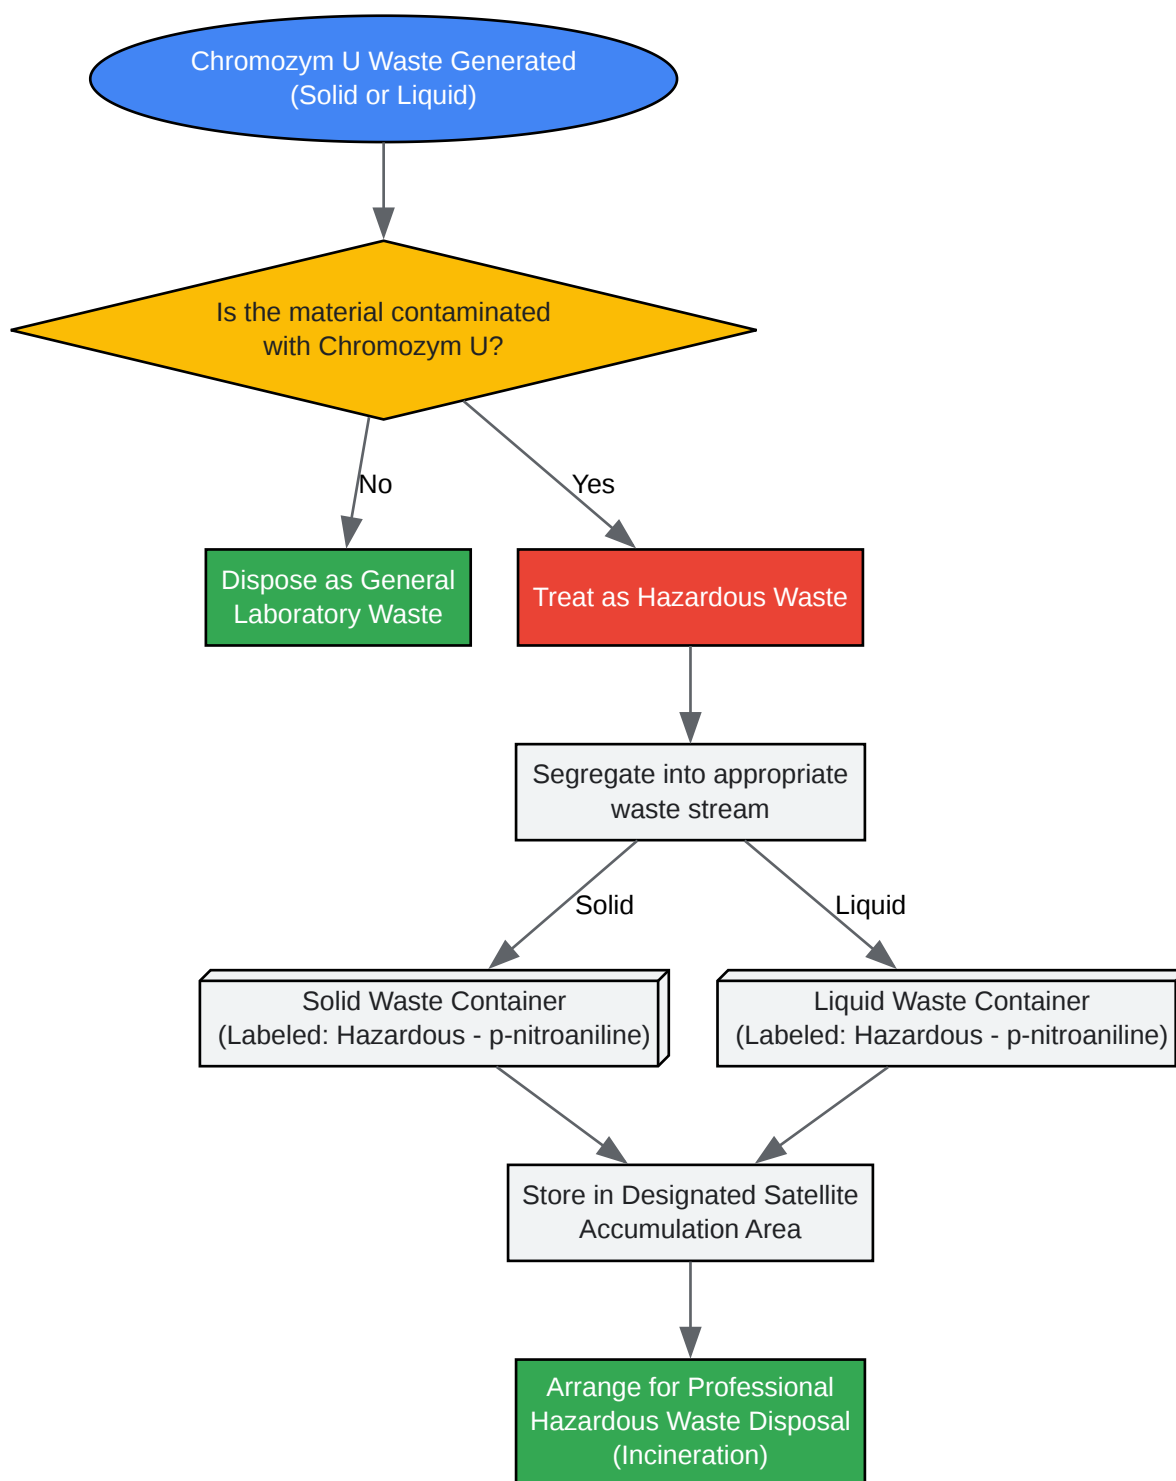 Chromozym U Waste Generated
(Solid or Liquid)
Is the material contaminated
with Chromozym U?
No
Yes
Dispose as General
Laboratory Waste
Treat as Hazardous Waste
Segregate into appropriate
waste stream
Solid
Liquid
Solid Waste Container
(Labeled: Hazardous - p-nitroaniline)
Liquid Waste Container
(Labeled: Hazardous - p-nitroaniline)
Store in Designated Satellite
Accumulation Area
Arrange for Professional
Hazardous Waste Disposal
(Incineration)